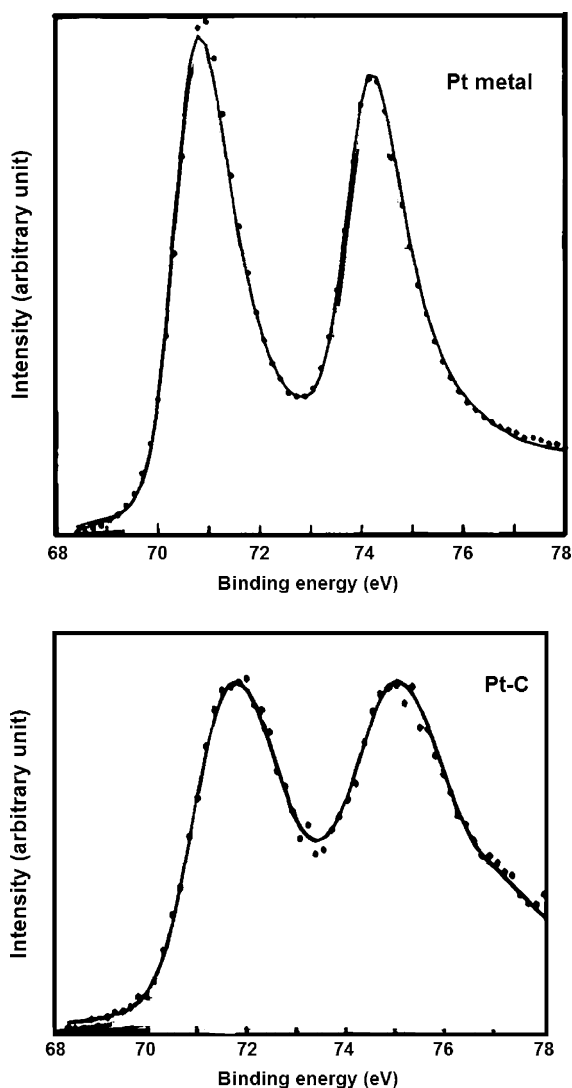 Pt metal
Intensity (arbitrary unit)
68 70 72 74 76 78
Binding energy (eV)
Pt-C
Intensity (arbitrary unit)
68 70 72 74 76 78
Binding energy (eV)